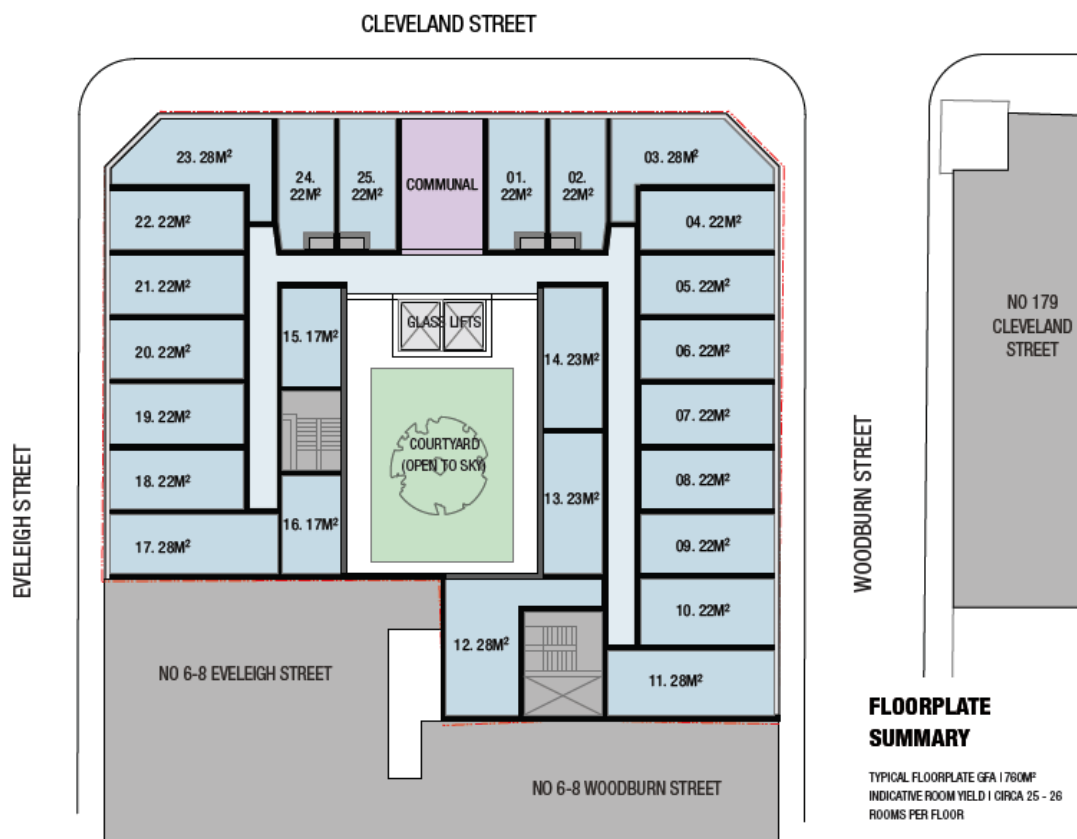 CLEVELAND STREET
23. 28M²
24.
22M²
25.
22M²
COMMUNAL
01.
22M²
02.
22M²
03. 28M²
22. 22M²
04. 22M²
21. 22M²
05. 22M²
NO 179
CLEVELAND
STREET
GLASS LIFTS
15. 17M²
20. 22M²
14. 23M²
06. 22M²
19. 22M²
07. 22M²
COURTYARD
(OPEN TO SKY)
18. 22M²
13. 23M²
08. 22M²
EVELEIGH STREET
WOODBURN STREET
16. 17M²
17. 28M²
09. 22M²
10. 22M²
12. 28M²
NO 6-8 EVELEIGH STREET
11. 28M²
NO 6-8 WOODBURN STREET
FLOORPLATE
SUMMARY
TYPICAL FLOORPLATE GFA | 760M²
INDICATIVE ROOM YIELD | CIRCA 25 - 26
ROOMS PER FLOOR